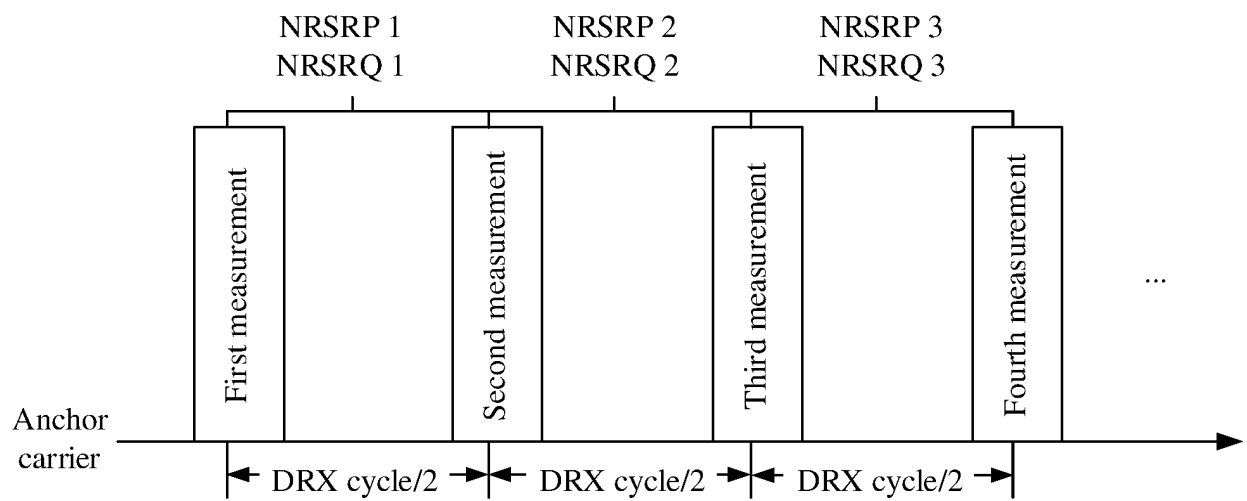 NRSRP 1
NRSRQ 1
NRSRP 2
NRSRQ 2
NRSRP 3
NRSRQ 3
First measurement
Second measurement
Third measurement
Fourth measurement
...
Anchor
carrier
DRX cycle/2
DRX cycle/2
DRX cycle/2